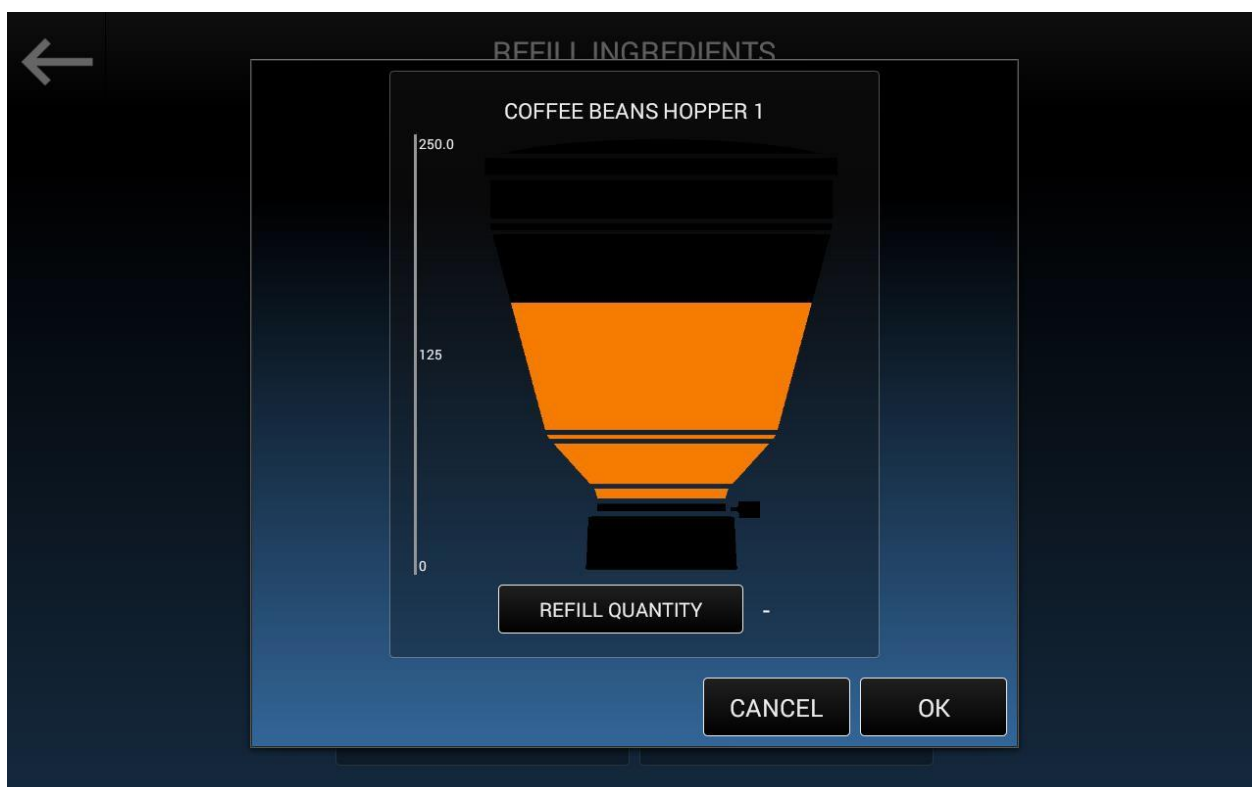 REFILL INGREDIENTS
COFFEE BEANS HOPPER 1
250.0
125
0
REFILL QUANTITY -
CANCEL OK